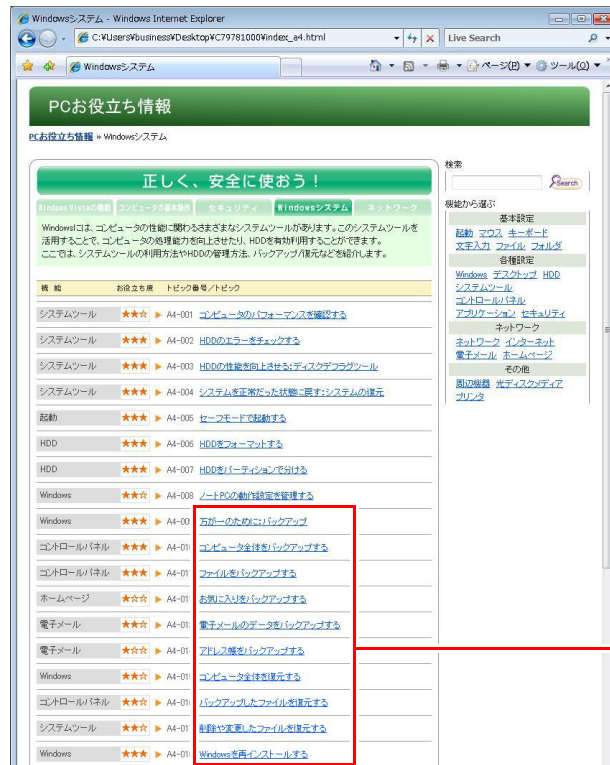 Windowsシステム - Windows Internet Explorer
C:¥Users¥business¥Desktop¥C79781000¥index_a4.html
Live Search
Windowsシステム
ページ(P)
ツール(O)
PCお役立ち情報
PCお役立ち情報 » Windowsシステム
正しく、安全に使おう！
Windows Vistaの機能 コンピュータの基本操作 セキュリティ Windowsシステム ネットワーク
Windowsには、コンピュータの性能に関わるさまざまなシステムツールがあります。このシステムツールを
活用することで、コンピュータの処理能力を向上させたり、HDDを有効利用することができます。
ここでは、システムツールの利用方法やHDDの管理方法、バックアップ/復元などを紹介します。
機 能 お役立ち度 トピック番号/トピック
システムツール ★★☆ ▶ A4-001 コンピュータのパフォーマンスを確認する
システムツール ★★★ ▶ A4-002 HDDのエラーをチェックする
システムツール ★★★ ▶ A4-003 HDDの性能を向上させる:ディスクデフラグツール
システムツール ★★★ ▶ A4-004 システムを正常だった状態に戻す:システムの復元
起動 ★★★ ▶ A4-005 セーフモードで起動する
HDD ★★★ ▶ A4-006 HDDをフォーマットする
HDD ★★★ ▶ A4-007 HDDをパーティションで分ける
Windows ★★☆ ▶ A4-008 ノートPCの動作設定を管理する
Windows ★★★ ▶ A4-00 万が一のために:バックアップ
コントロールパネル ★★★ ▶ A4-01 コンピュータ全体をバックアップする
コントロールパネル ★★★ ▶ A4-01 ファイルをバックアップする
ホームページ ★☆☆ ▶ A4-01 お気に入りをバックアップする
電子メール ★★☆ ▶ A4-01 電子メールのデータをバックアップする
電子メール ★☆☆ ▶ A4-01 アドレス帳をバックアップする
Windows ★★☆ ▶ A4-01 コンピュータ全体を復元する
コントロールパネル ★★☆ ▶ A4-01 バックアップしたファイルを復元する
システムツール ★★☆ ▶ A4-01 削除や変更したファイルを復元する
Windows ★★★ ▶ A4-01 Windowsを再インストールする
検索
Search
機能から選ぶ
基本設定
起動 マウス キーボード
文字入力 ファイル フォルダ
各種設定
Windows デスクトップ HDD
システムツール
コントロールパネル
アプリケーション セキュリティ
ネットワーク
ネットワーク インターネット
電子メール ホームページ
その他
周辺機器 光ディスクメディア
プリンタ